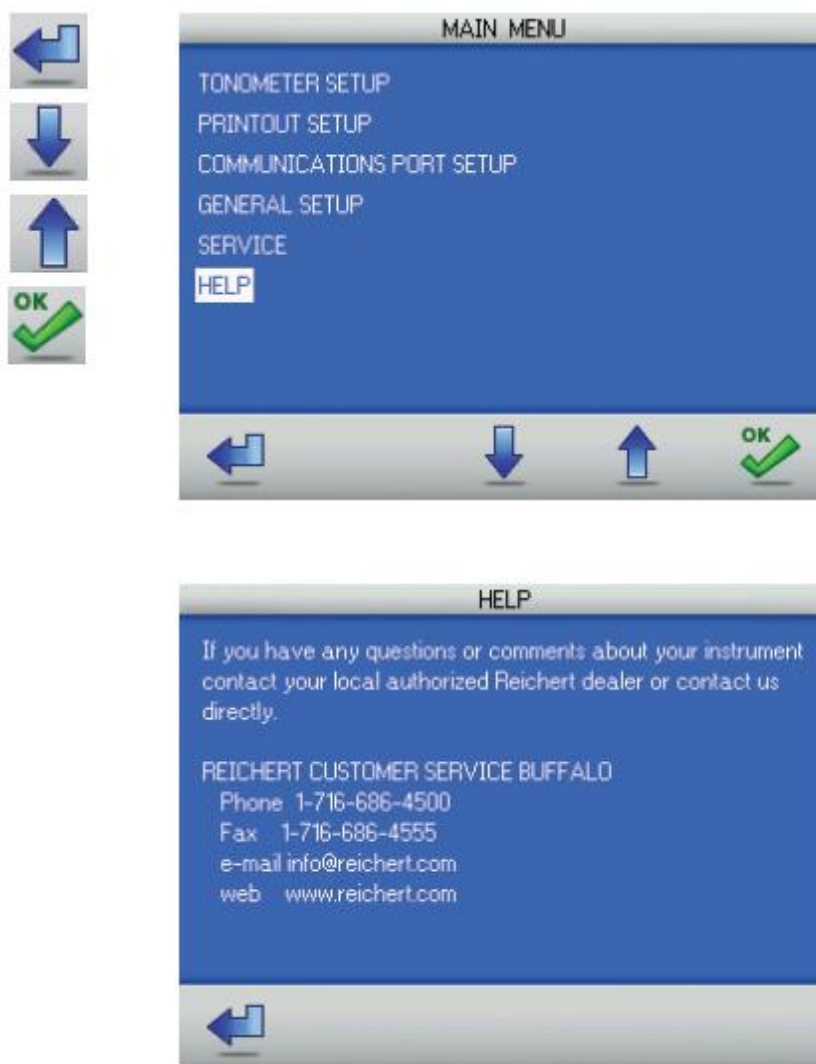 OK
MAIN MENU
TONOMETER SETUP
PRINTOUT SETUP
COMMUNICATIONS PORT SETUP
GENERAL SETUP
SERVICE
HELP
OK
HELP
If you have any questions or comments about your instrument
contact your local authorized Reichert dealer or contact us
directly.
REICHERT CUSTOMER SERVICE BUFFALO
Phone 1-716-686-4500
Fax 1-716-686-4555
e-mail info@reichert.com
web www.reichert.com